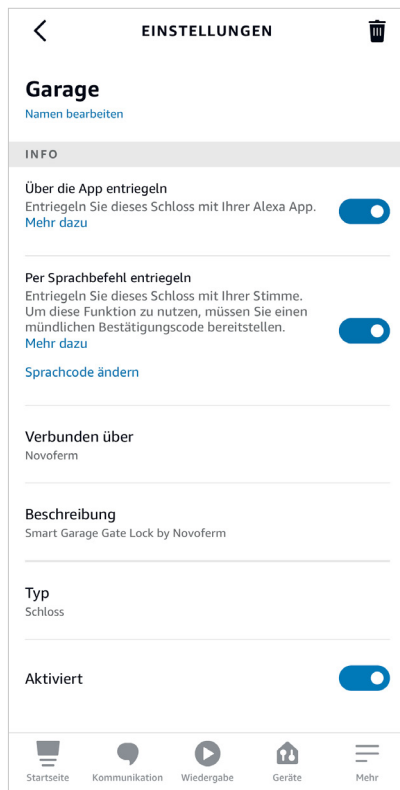 EINSTELLUNGEN
Garage
Namen bearbeiten
INFO
Über die App entriegeln
Entriegeln Sie dieses Schloss mit Ihrer Alexa App.
Mehr dazu
Per Sprachbefehl entriegeln
Entriegeln Sie dieses Schloss mit Ihrer Stimme.
Um diese Funktion zu nutzen, müssen Sie einen
mündlichen Bestätigungscode bereitstellen.
Mehr dazu
Sprachcode ändern
Verbunden über
Novoferm
Beschreibung
Smart Garage Gate Lock by Novoferm
Typ
Schloss
Aktiviert
Startseite Kommunikation Wiedergabe Geräte Mehr